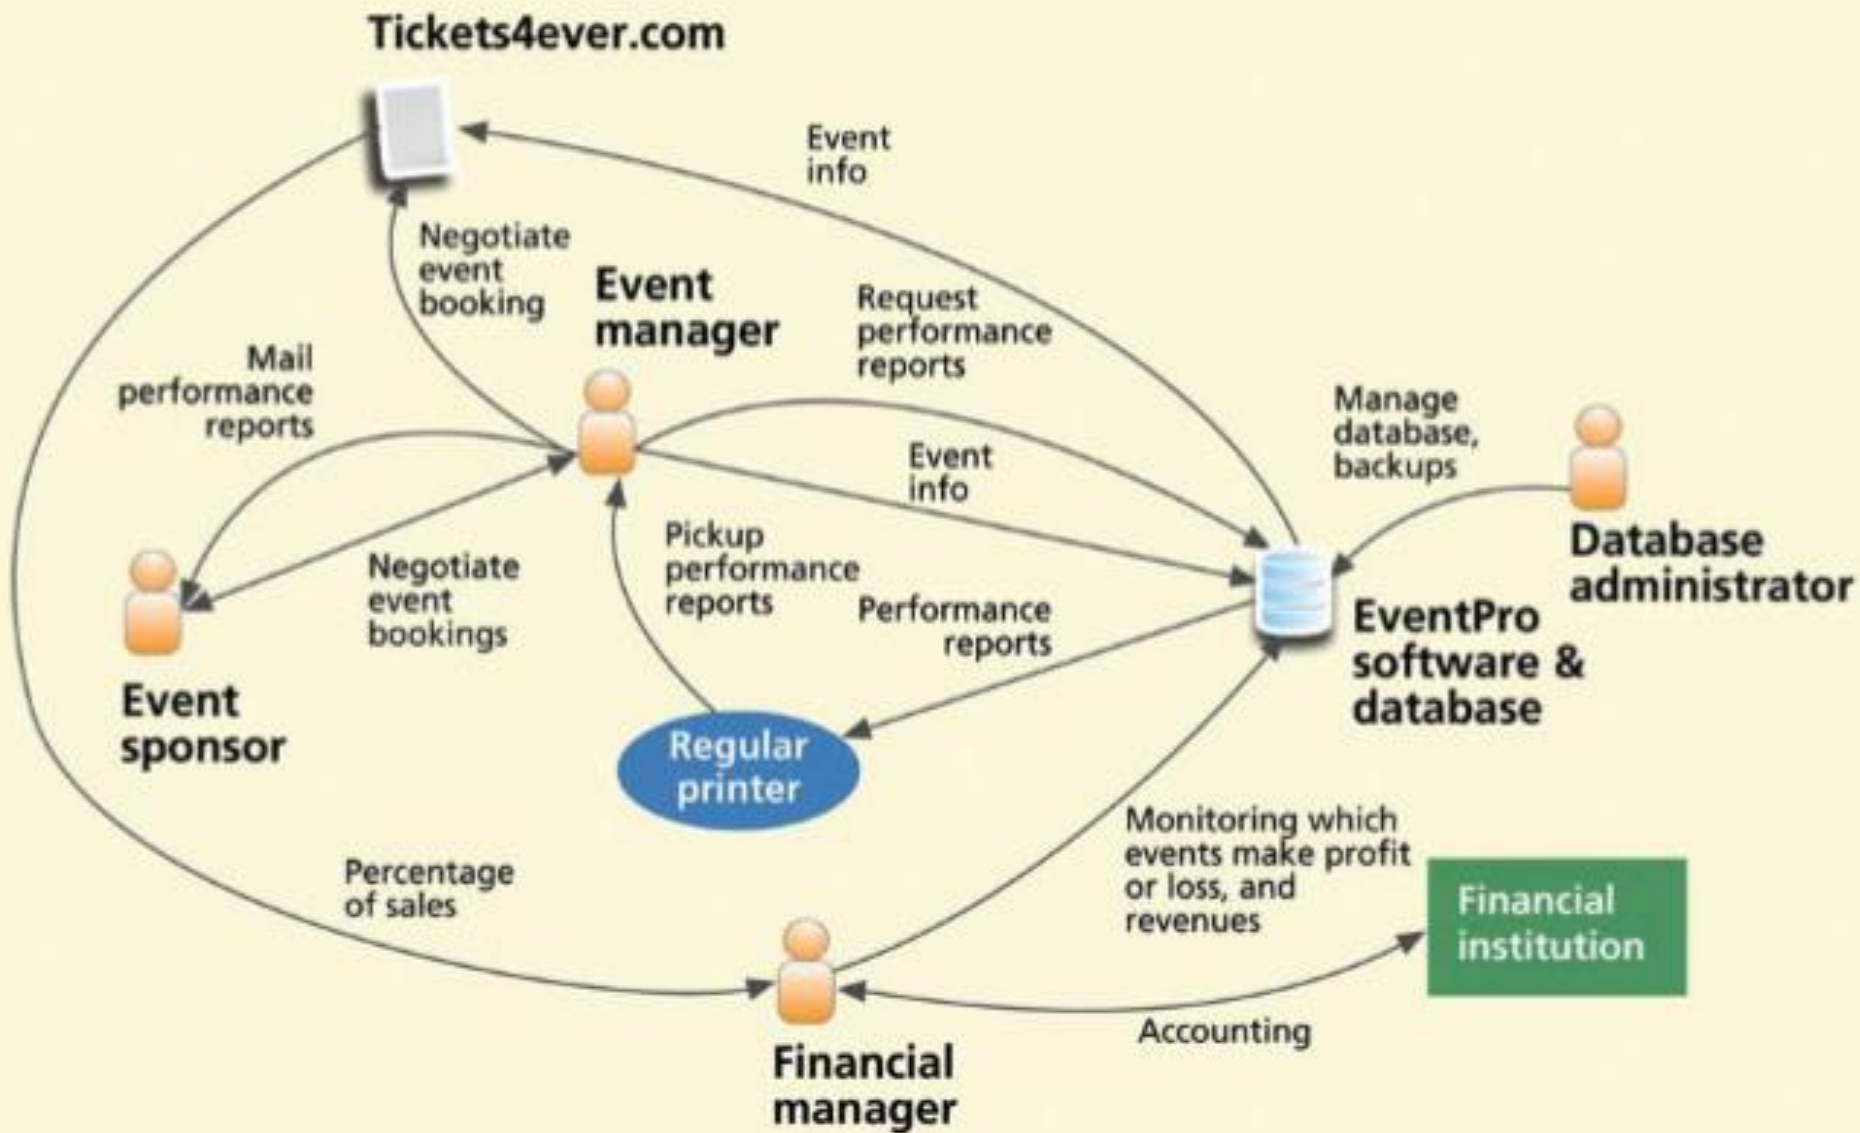 Tickets4ever.com
Event
info
Negotiate
event
booking
Event
manager
Request
performance
reports
Mail
performance
reports
Manage
database,
backups
Event
info
Database
administrator
Pickup
performance
reports
Negotiate
event
bookings
Performance
reports
EventPro
software &
database
Event
sponsor
Regular
printer
Monitoring which
events make profit
or loss, and
revenues
Percentage
of sales
Financial
institution
Accounting
Financial
manager